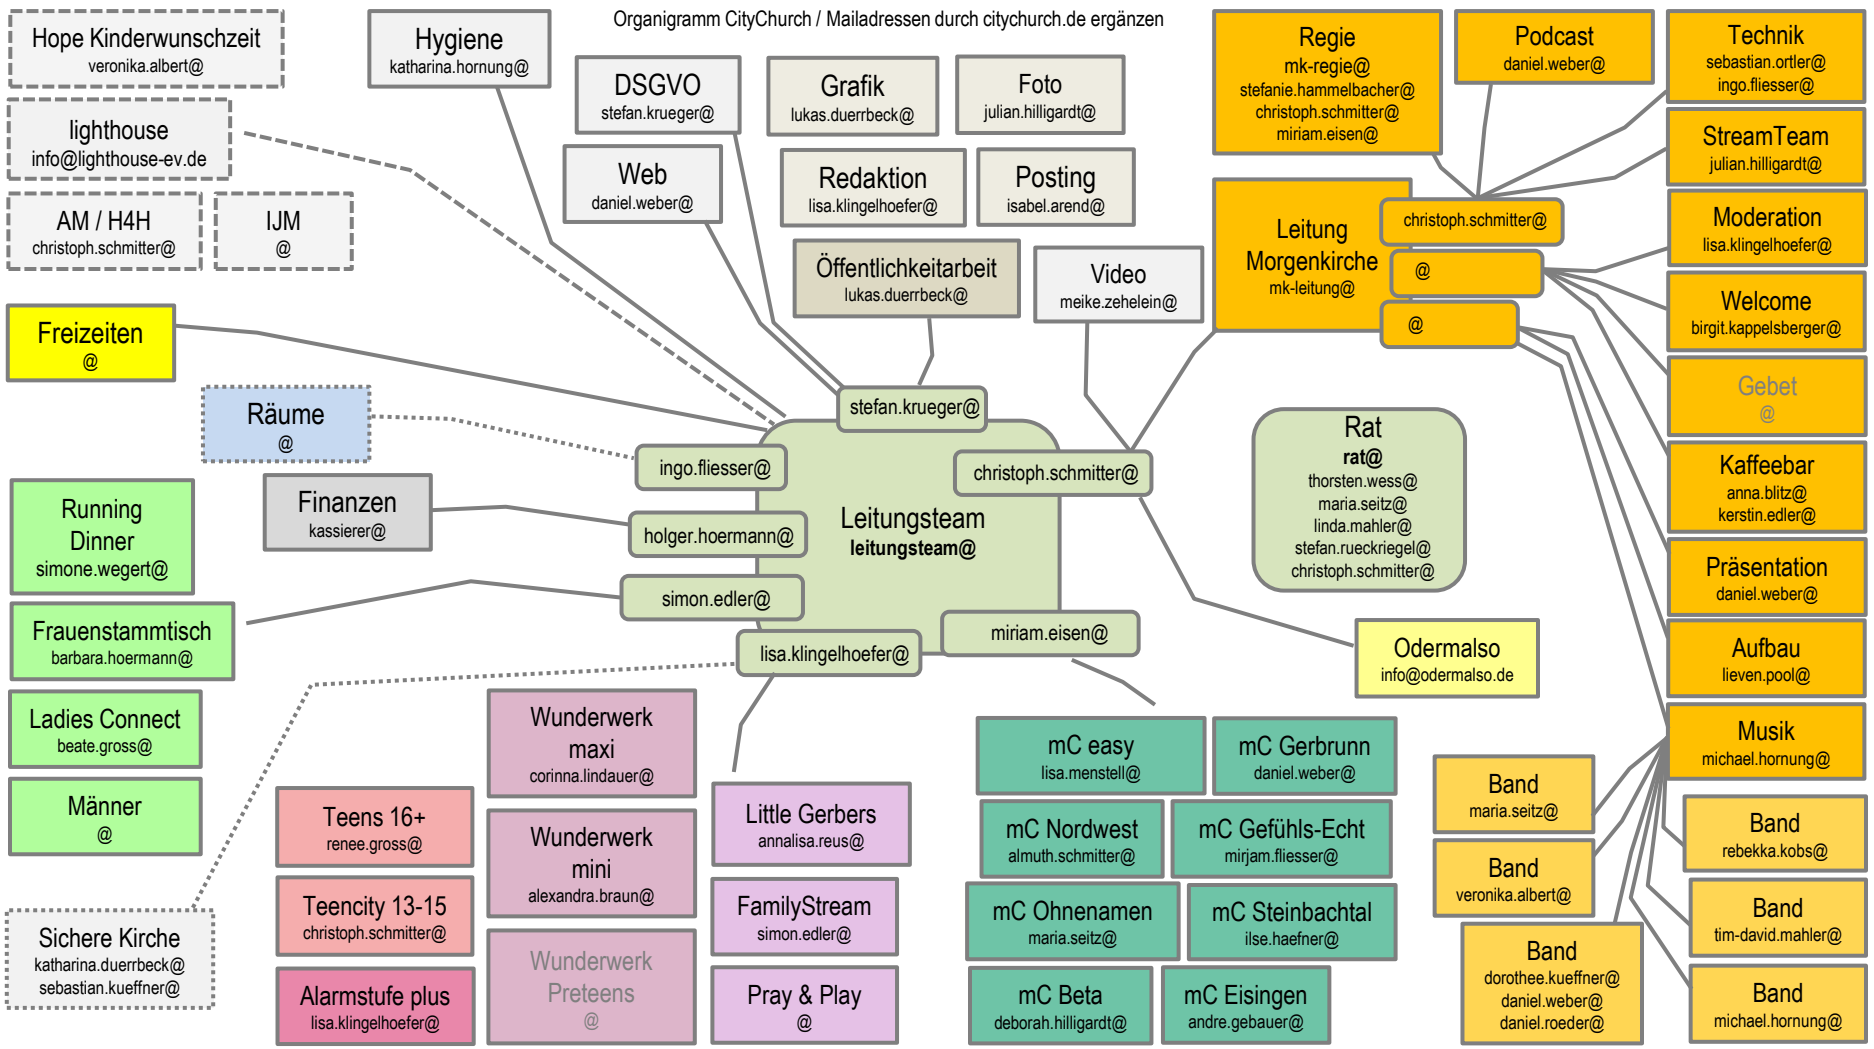 Organigramm CityChurch / Mailadressen durch citychurch.de ergänzen
Hope Kinderwunschzeit
veronika.albert@
lighthouse
info@lighthouse-ev.de
AM / H4H
christoph.schmitter@
IJM
@
Hygiene
katharina.hornung@
DSGVO
stefan.krueger@
Web
daniel.weber@
Grafik
lukas.duerrbeck@
Foto
julian.hilligardt@
Redaktion
lisa.klingelhoefer@
Posting
isabel.arend@
Öffentlichkeitarbeit
lukas.duerrbeck@
Video
meike.zehelein@
Regie
mk-regie@
stefanie.hammelbacher@
christoph.schmitter@
miriam.eisen@
Podcast
daniel.weber@
Technik
sebastian.ortler@
ingo.fliesser@
StreamTeam
julian.hilligardt@
Leitung
Morgenkirche
mk-leitung@
christoph.schmitter@
@
@
Moderation
lisa.klingelhoefer@
Welcome
birgit.kappelsberger@
Gebet
@
Kaffeebar
anna.blitz@
kerstin.edler@
Präsentation
daniel.weber@
Aufbau
lieven.pool@
Musik
michael.hornung@
Freizeiten
@
Räume
@
Finanzen
kassierer@
Running
Dinner
simone.wegert@
Frauenstammtisch
barbara.hoermann@
Ladies Connect
beate.gross@
Männer
@
Sichere Kirche
katharina.duerrbeck@
sebastian.kueffner@
stefan.krueger@
ingo.fliesser@
christoph.schmitter@
holger.hoermann@
Leitungsteam
leitungsteam@
simon.edler@
miriam.eisen@
lisa.klingelhoefer@
Rat
rat@
thorsten.wess@
maria.seitz@
linda.mahler@
stefan.rueckriegel@
christoph.schmitter@
Odermalso
info@odermalso.de
Teens 16+
renee.gross@
Teencity 13-15
christoph.schmitter@
Alarmstufe plus
lisa.klingelhoefer@
Wunderwerk
maxi
corinna.lindauer@
Wunderwerk
mini
alexandra.braun@
Wunderwerk
Preteens
@
Little Gerbers
annalisa.reus@
FamilyStream
simon.edler@
Pray & Play
@
mC easy
lisa.menstell@
mC Gerbrunn
daniel.weber@
mC Nordwest
almuth.schmitter@
mC Gefühls-Echt
mirjam.fliesser@
mC Ohnenamen
maria.seitz@
mC Steinbachtal
ilse.haefner@
mC Beta
deborah.hilligardt@
mC Eisingen
andre.gebauer@
Band
maria.seitz@
Band
veronika.albert@
Band
dorothee.kueffner@
daniel.weber@
daniel.roeder@
Band
rebekka.kobs@
Band
tim-david.mahler@
Band
michael.hornung@